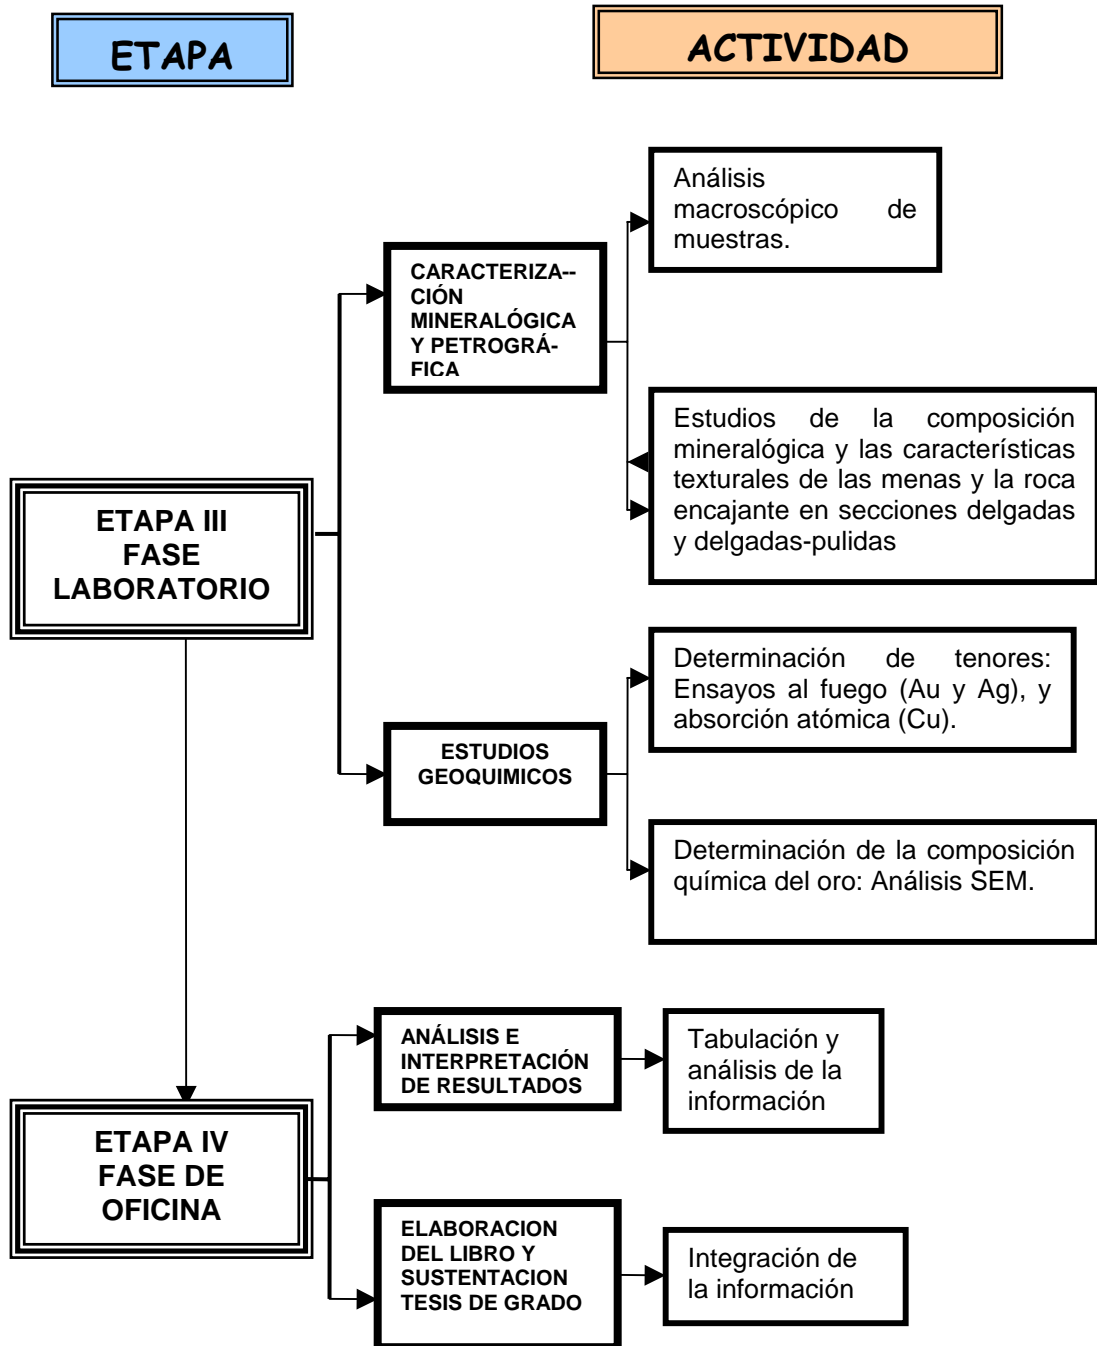 ETAPA
ACTIVIDAD
Análisis
macroscópico de
muestras.
CARACTERIZA--
CIÓN
MINERALÓGICA
Y PETROGRÁ-
FICA
Estudios de la composición
mineralógica y las características
texturales de las menas y la roca
encajante en secciones delgadas
y delgadas-pulidas
ETAPA III
FASE
LABORATORIO
Determinación de tenores:
Ensayos al fuego (Au y Ag), y
absorción atómica (Cu).
ESTUDIOS
GEOQUIMICOS
Determinación de la composición
química del oro: Análisis SEM.
ANÁLISIS E
INTERPRETACIÓN
DE RESULTADOS
Tabulación y
análisis de la
información
ETAPA IV
FASE DE
OFICINA
ELABORACION
DEL LIBRO Y
SUSTENTACION
TESIS DE GRADO
Integración de
la información